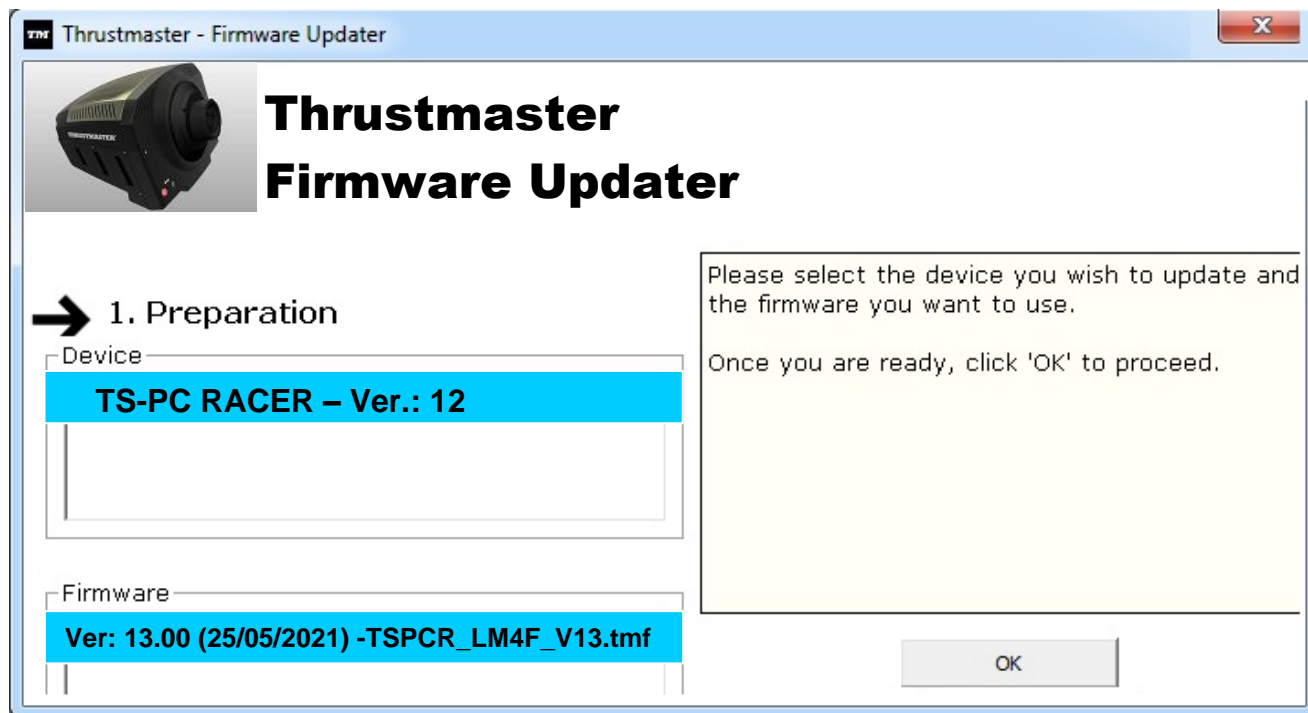 TM Thrustmaster - Firmware Updater
X
THRUSTMASTER
Thrustmaster
Firmware Updater
1. Preparation
Device
TS-PC RACER – Ver.: 12
Firmware
Ver: 13.00 (25/05/2021) -TSPCR_LM4F_V13.tmf
Please select the device you wish to update and
the firmware you want to use.
Once you are ready, click 'OK' to proceed.
OK